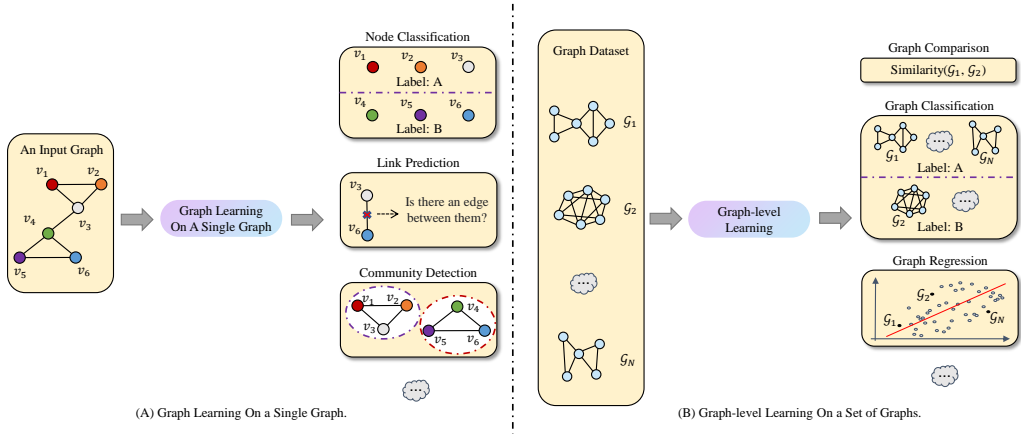 An Input Graph
v1
v2
v4
v3
v5
v6
Graph Learning
On A Single Graph
Node Classification
v1
v2
v3
Label: A
v4
v5
v6
Label: B
Link Prediction
v3
Is there an edge
between them?
v6
Community Detection
v1
v2
v4
v3
v5
v6
...
(A) Graph Learning On a Single Graph.
Graph Dataset
𝒢1
𝒢2
...
𝒢N
Graph-level
Learning
Graph Comparison
Similarity(𝒢1, 𝒢2)
Graph Classification
...
𝒢1
𝒢N
Label: A
...
𝒢2
Label: B
Graph Regression
𝒢2
𝒢1
𝒢N
...
(B) Graph-level Learning On a Set of Graphs.